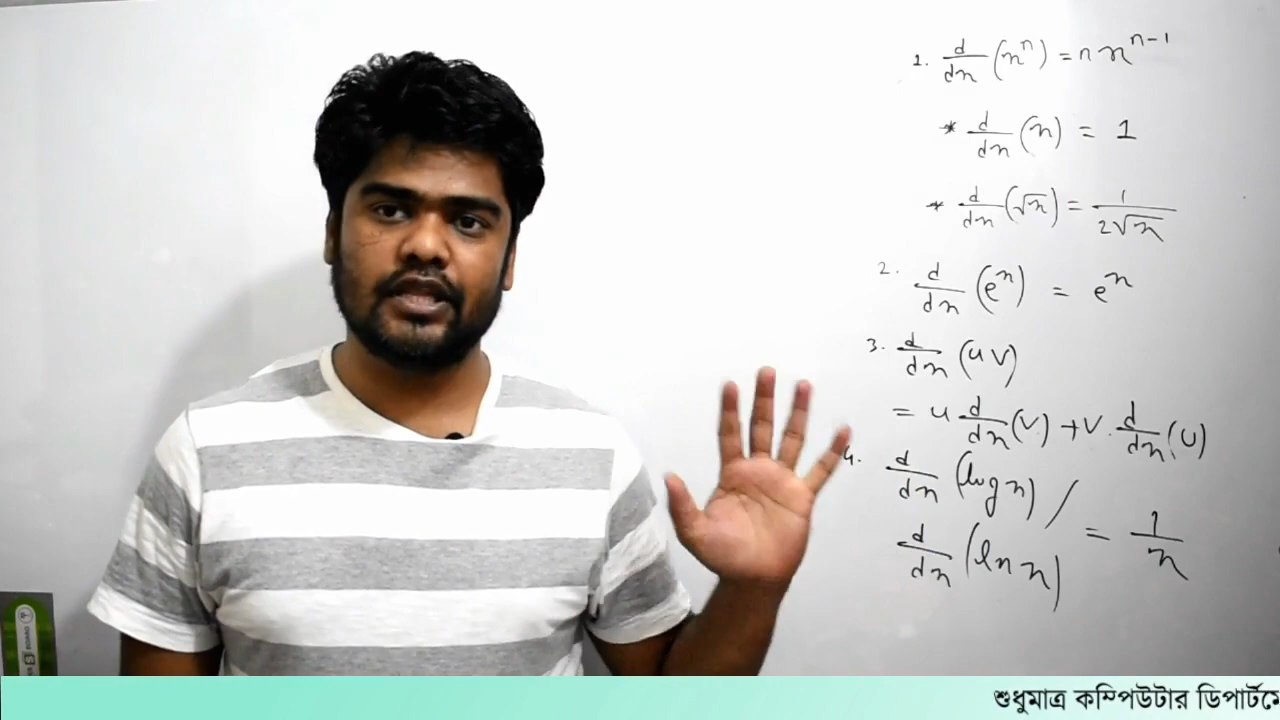 1. d/dx (x^n) = n x^{n-1}
* d/dx (x) = 1
* d/dx (√x) = 1/(2√x)
2. d/dx (e^x) = e^x
3. d/dx (uv)
= u d/dx (v) + v. d/dx (u)
4. d/dx (log x) /
d/dx (ln x) = 1/x
শুধুমাত্র কম্পিউটার ডিপার্টমে